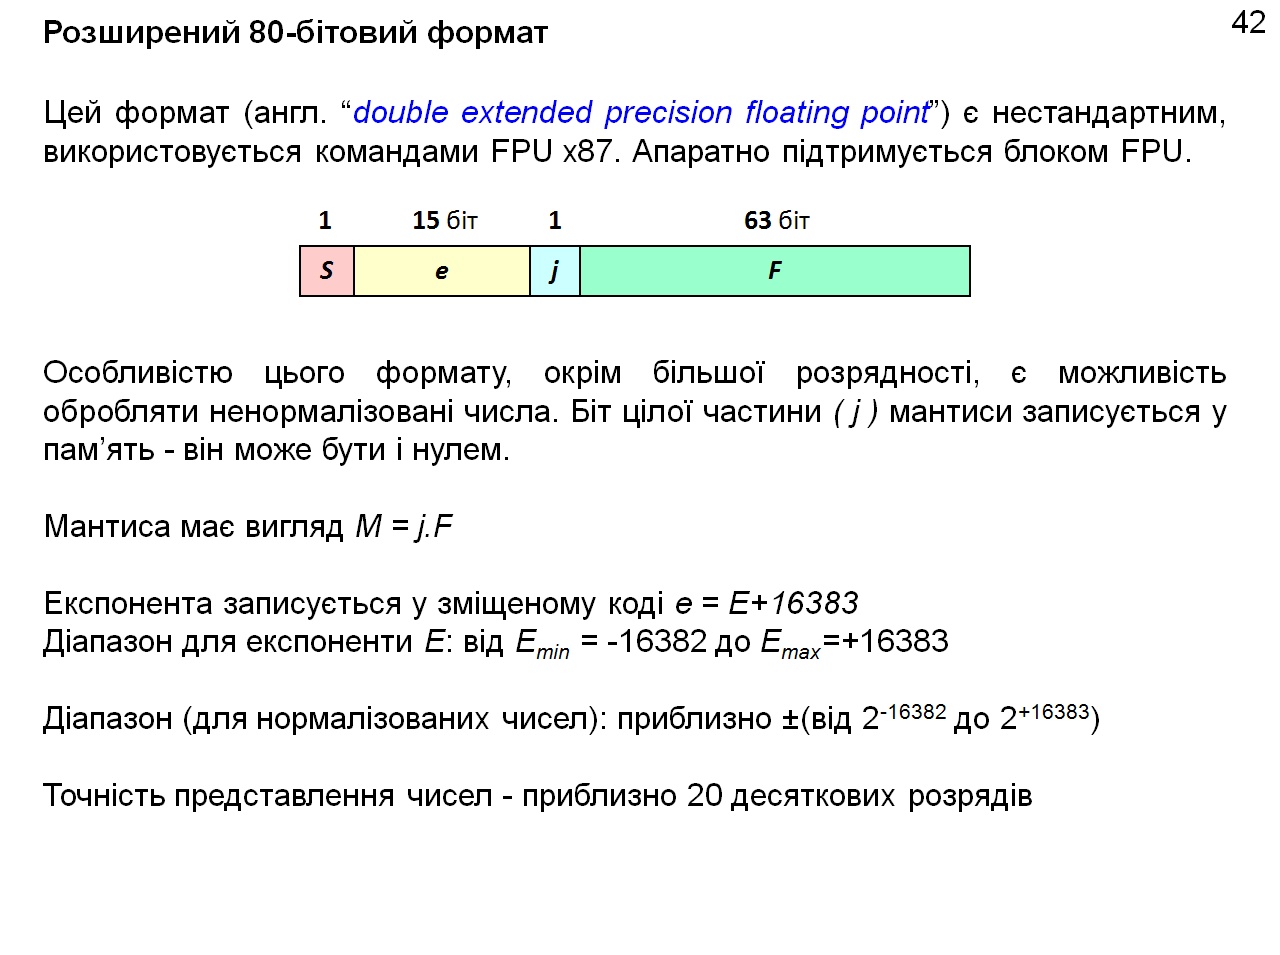 42
Розширений 80-бітовий формат
Цей формат (англ. “double extended precision floating point”) є нестандартним,
використовується командами FPU x87. Апаратно підтримується блоком FPU.
1 15 біт 1 63 біт
S e j F
Особливістю цього формату, окрім більшої розрядності, є можливість
обробляти ненормалізовані числа. Біт цілої частини ( j ) мантиси записується у
пам’ять - він може бути і нулем.
Мантиса має вигляд M = j.F
Експонента записується у зміщеному коді e = E+16383
Діапазон для експоненти E: від Emin = -16382 до Emax=+16383
Діапазон (для нормалізованих чисел): приблизно ±(від 2-16382 до 2+16383)
Точність представлення чисел - приблизно 20 десяткових розрядів